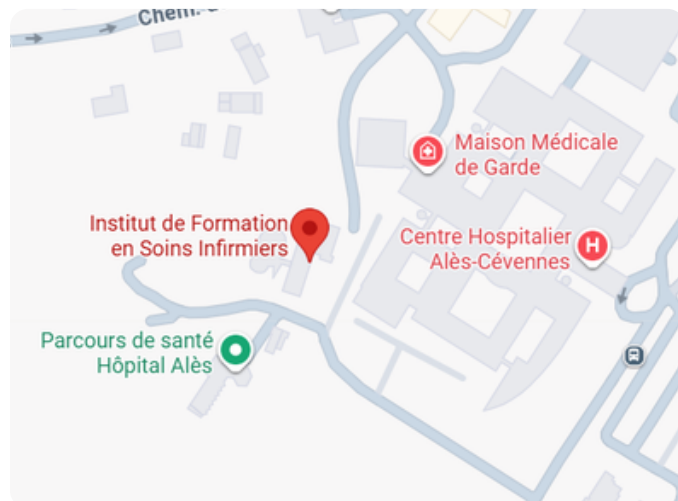 Chem.
Maison Médicale
de Garde
Institut de Formation
en Soins Infirmiers
Centre Hospitalier
Alès-Cévennes
H
Parcours de santé
Hôpital Alès